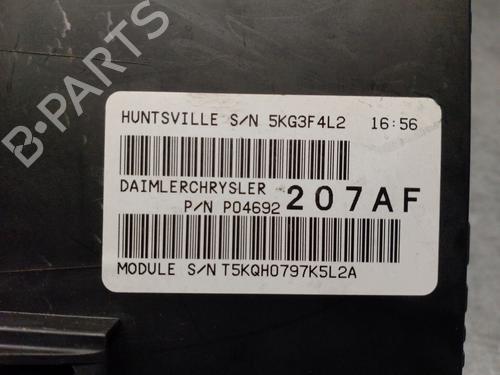 HUNTSVILLE S/N 5KG3F4L2 16:56
DAIMLERCHRYSLER
P/N P04692 207AF
MODULE S/N T5KQH0797K5L2A
B-PARTS